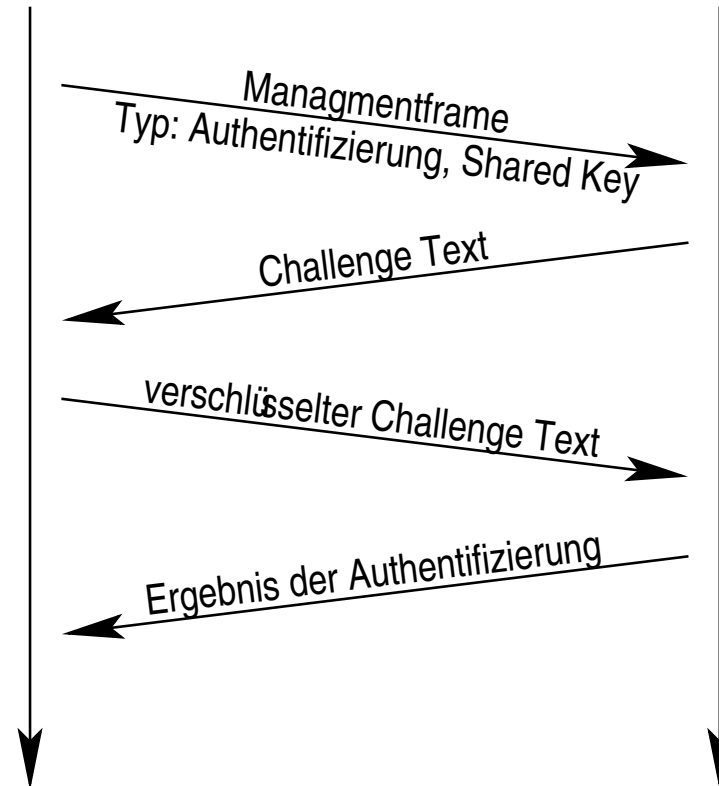 Managmentframe
Typ: Authentifizierung, Shared Key
Challenge Text
verschlüsselter Challenge Text
Ergebnis der Authentifizierung